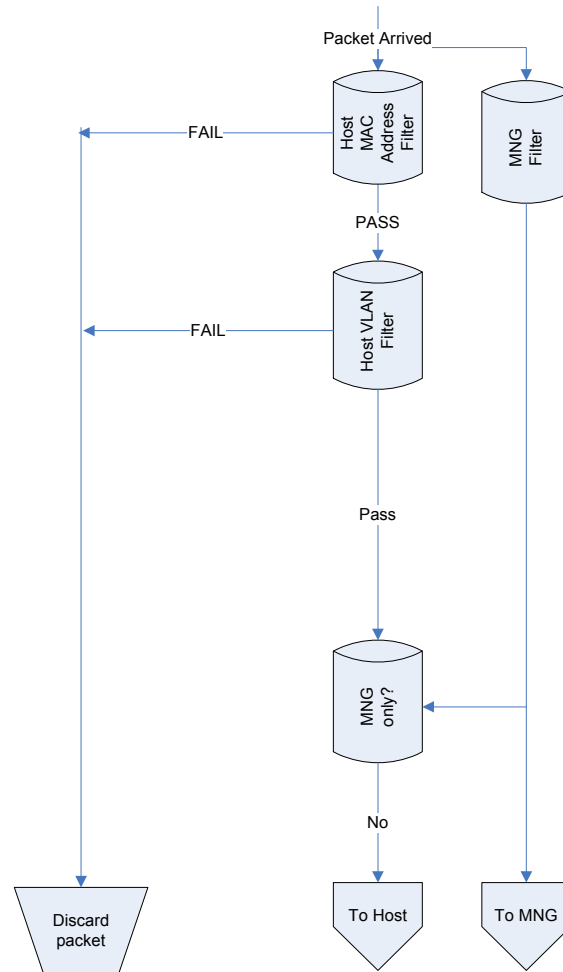 Packet Arrived
Host
MAC
Address
Filter
MNG
Filter
FAIL
PASS
Host VLAN
Filter
FAIL
Pass
MNG
only?
No
Discard
packet
To Host
To MNG